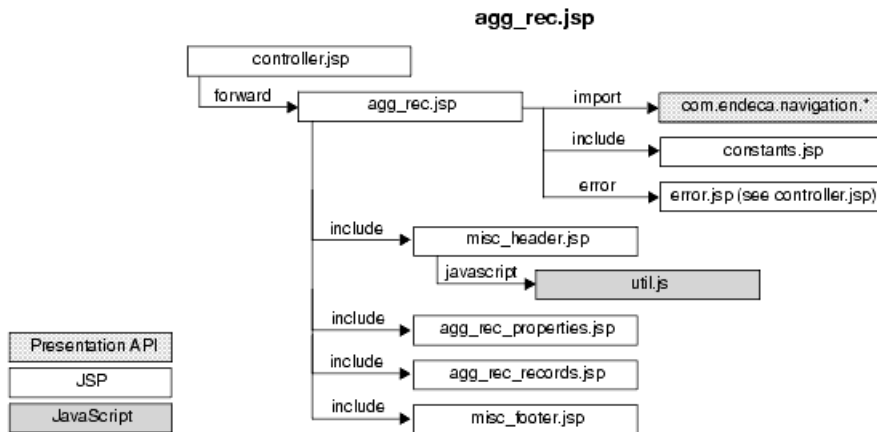 agg_rec.jsp
controller.jsp
forward
agg_rec.jsp
import
com.endeca.navigation.*
include
constants.jsp
error
error.jsp (see controller.jsp)
include
misc_header.jsp
javascript
util.js
include
agg_rec_properties.jsp
include
agg_rec_records.jsp
include
misc_footer.jsp
Presentation API
JSP
JavaScript